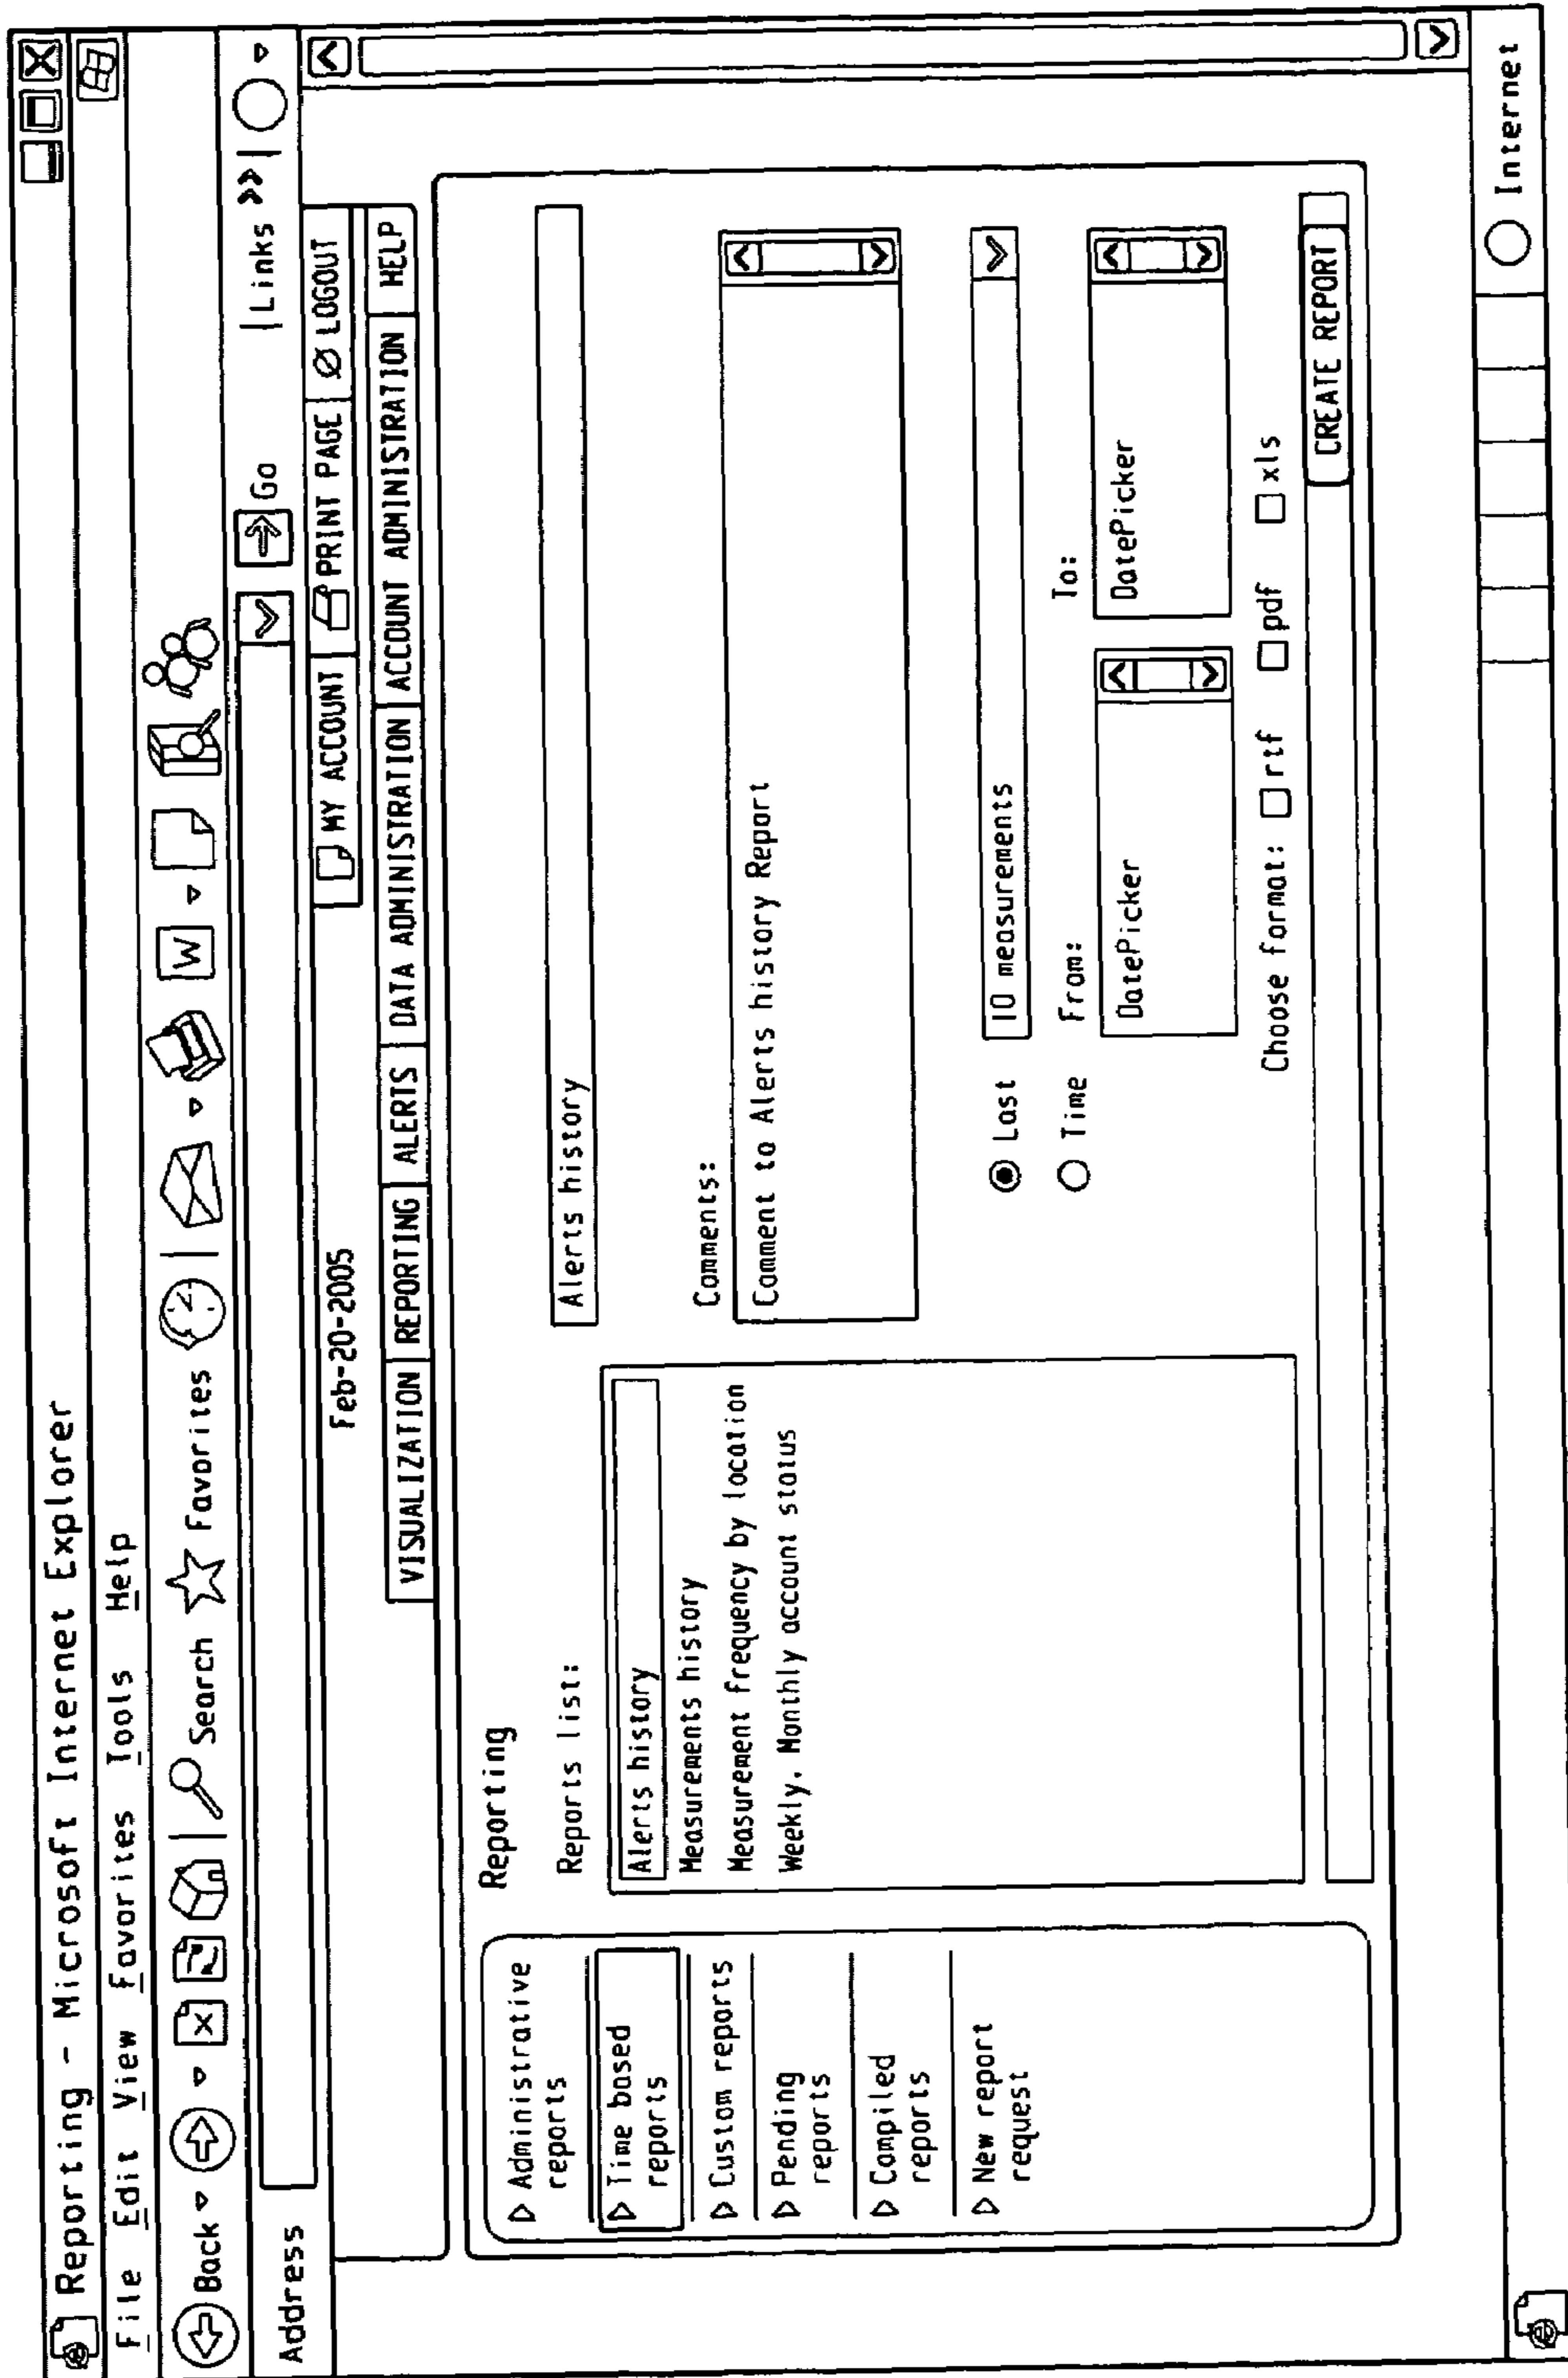 Reporting - Microsoft Internet Explorer
File Edit View Favorites Tools Help
Back Search Favorites W
Address Go Links »
MY ACCOUNT PRINT PAGE LOGOUT
Feb-20-2005
VISUALIZATION REPORTING ALERTS DATA ADMINISTRATION ACCOUNT ADMINISTRATION HELP
Administrative
reports
Time based
reports
Custom reports
Pending
reports
Compiled
reports
New report
request
Reporting
Reports list:
Alerts history
Measurements history
Measurement frequency by location
Weekly, Monthly account status
Alerts history
Comments:
Comment to Alerts history Report
Last 10 measurements
Time From: To:
DatePicker DatePicker
Choose format: rtf pdf xls
CREATE REPORT
Internet